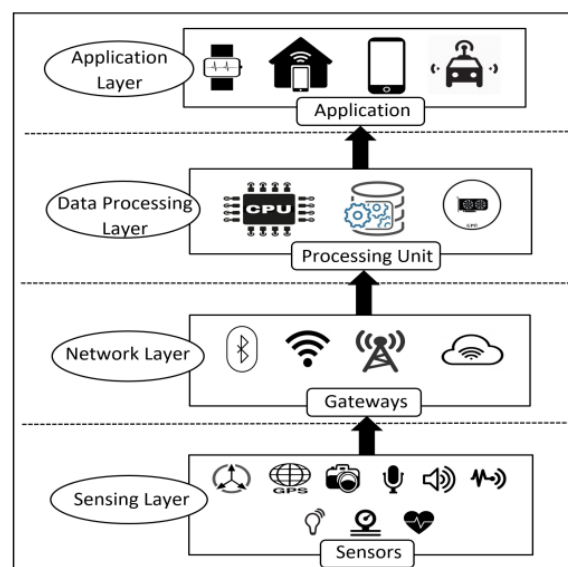 Application
Layer
Application
Data Processing
Layer
CPU
Processing Unit
Network Layer
Gateways
Sensing Layer
GPS
Sensors